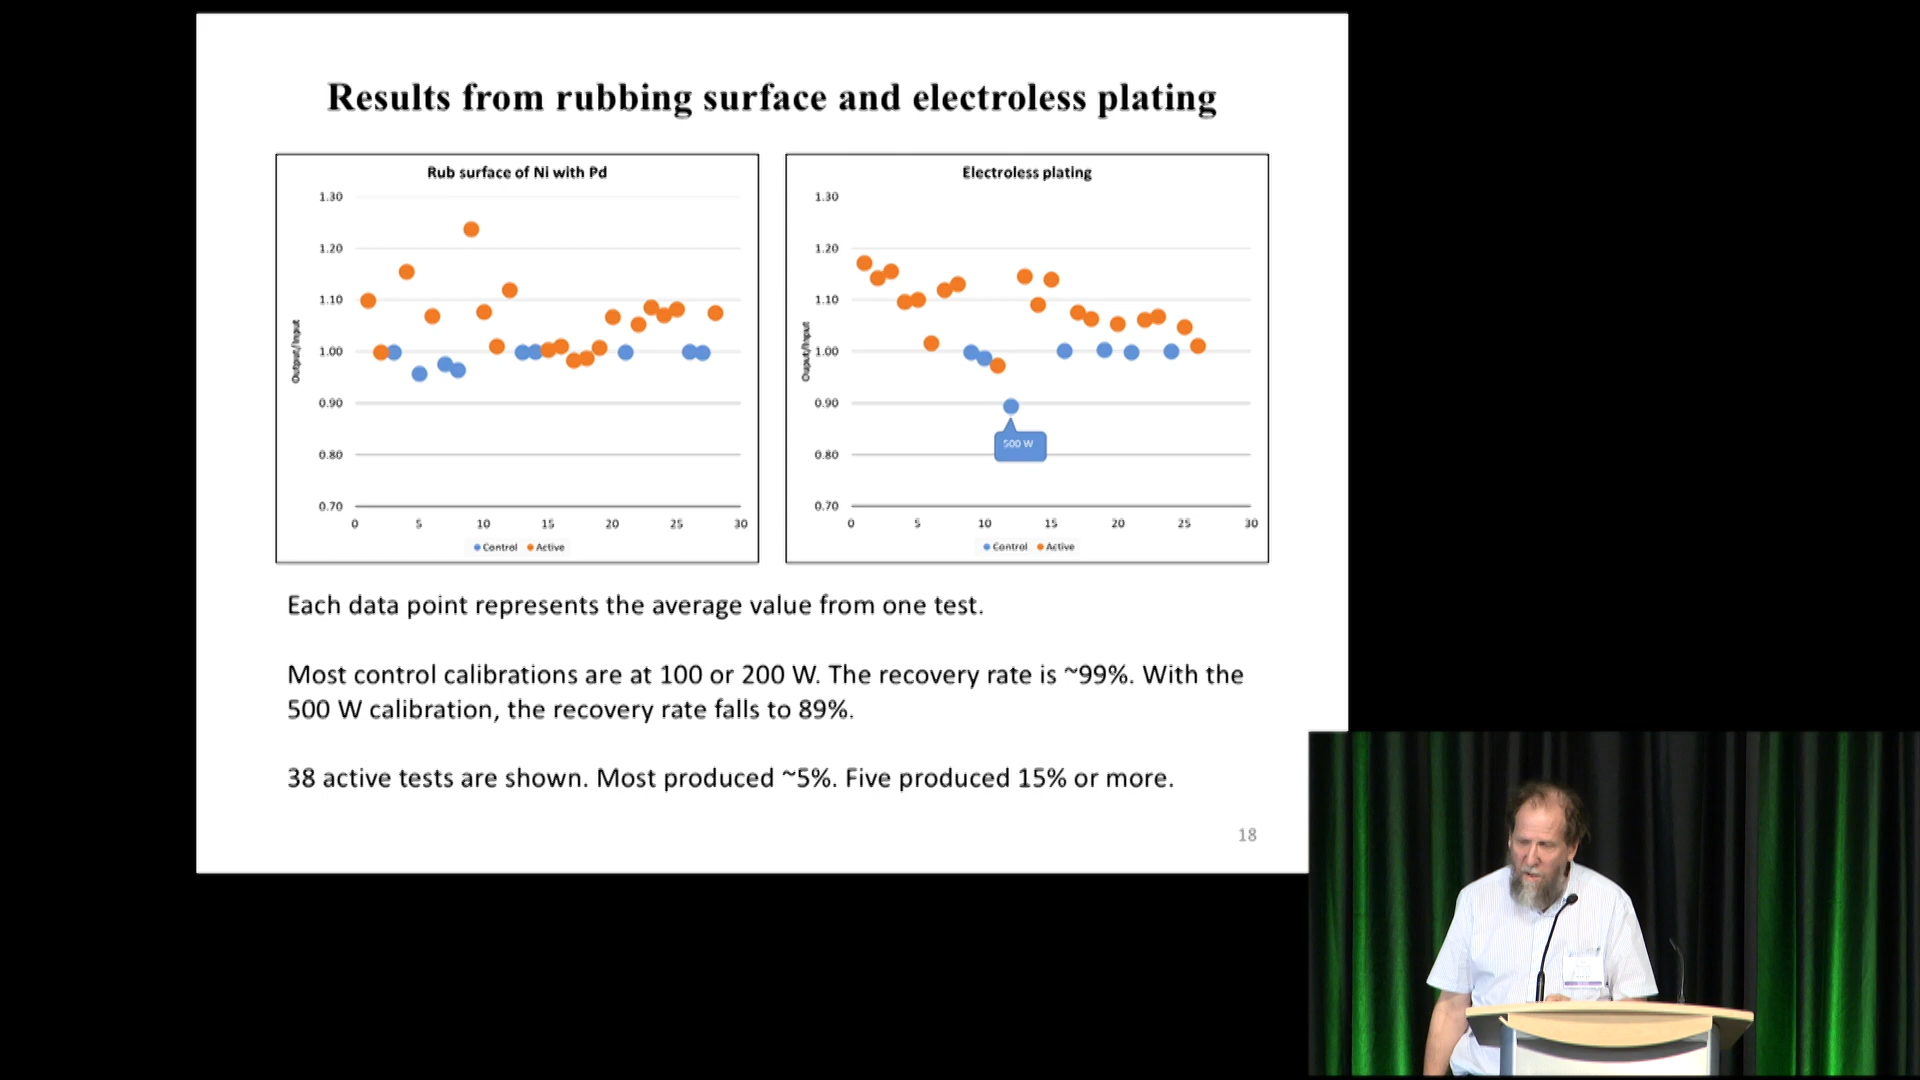 Results from rubbing surface and electroless plating
Rub surface of Ni with Pd
1.30
1.20
1.10
1.00
0.90
0.80
0.70
Output/Input
0 5 10 15 20 25 30
Control Active
Electroless plating
1.30
1.20
1.10
1.00
0.90
0.80
0.70
Ouput/Input
500 W
0 5 10 15 20 25 30
Control Active
Each data point represents the average value from one test.
Most control calibrations are at 100 or 200 W. The recovery rate is ~99%. With the
500 W calibration, the recovery rate falls to 89%.
38 active tests are shown. Most produced ~5%. Five produced 15% or more.
18